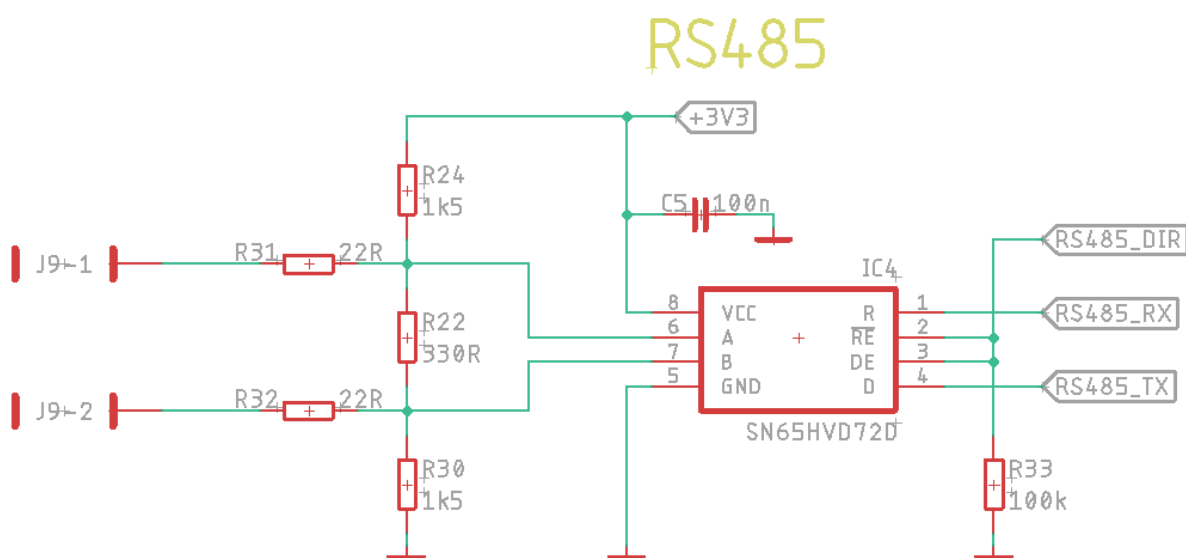 RS485
+3V3
R24
1k5
C5 100n
J9-1
R31 22R
RS485_DIR
IC4
R22
330R
8 VCC R 1 RS485_RX
6 A RE 2
7 B DE 3
5 GND D 4 RS485_TX
J9-2
R32 22R
SN65HVD72D
R30
1k5
R33
100k